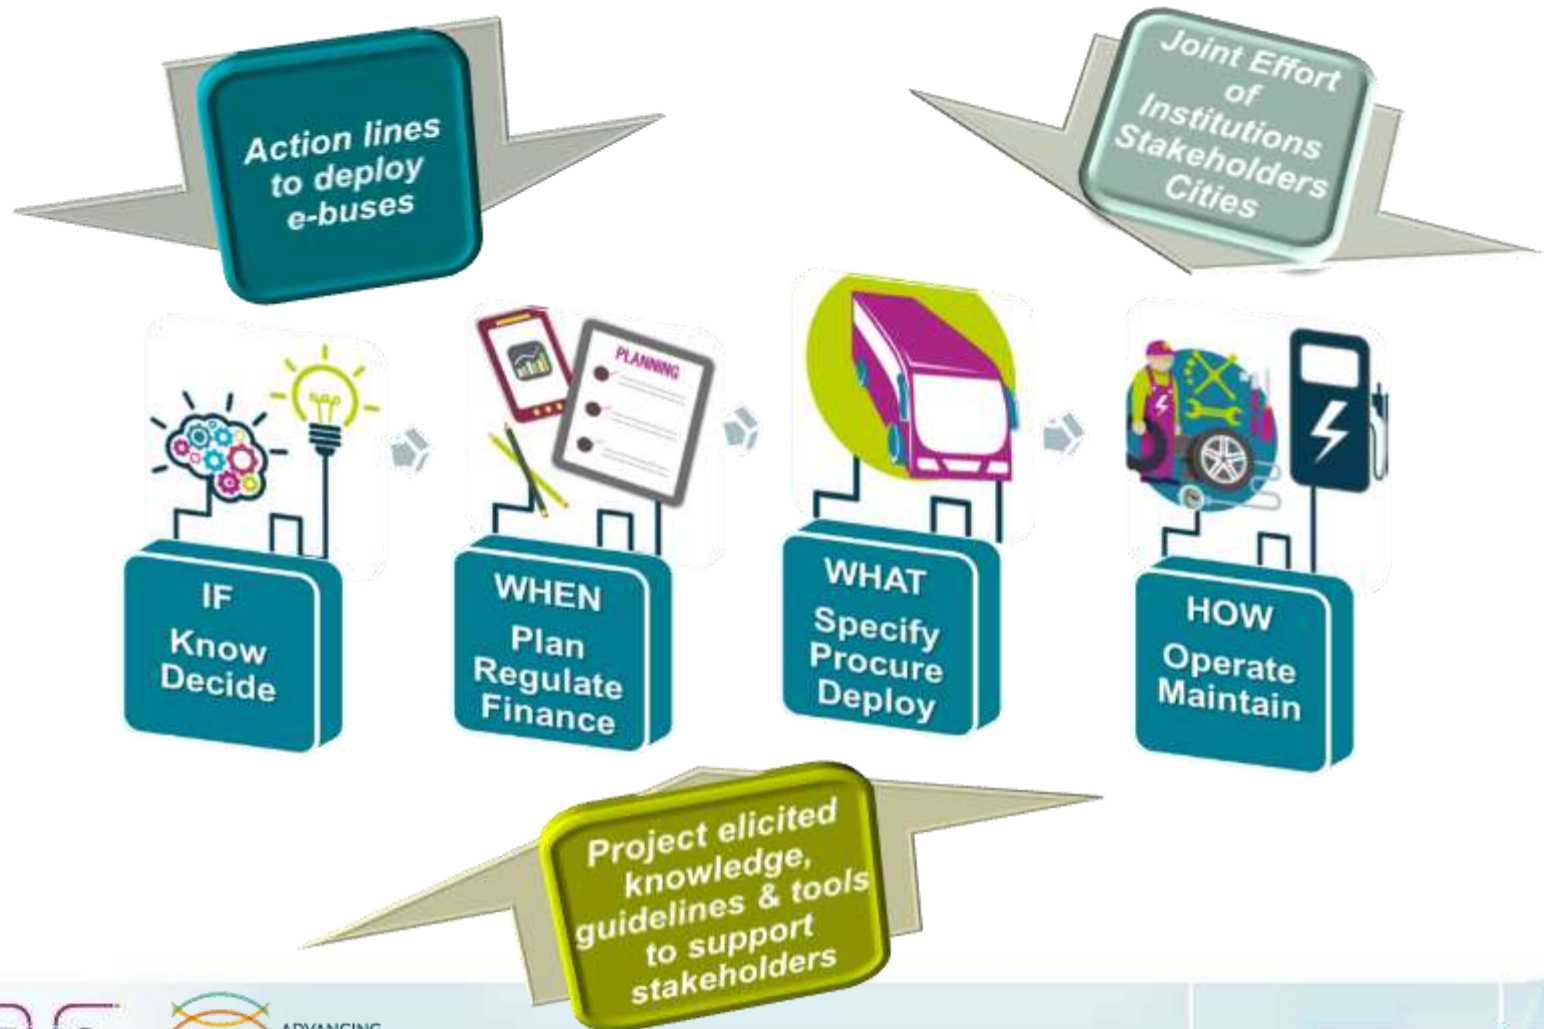 Action lines
to deploy
e-buses
Joint Effort
of
Institutions
Stakeholders
Cities
PLANNING
IF
Know
Decide
WHEN
Plan
Regulate
Finance
WHAT
Specify
Procure
Deploy
HOW
Operate
Maintain
Project elicited
knowledge,
guidelines & tools
to support
stakeholders
ADVANCING